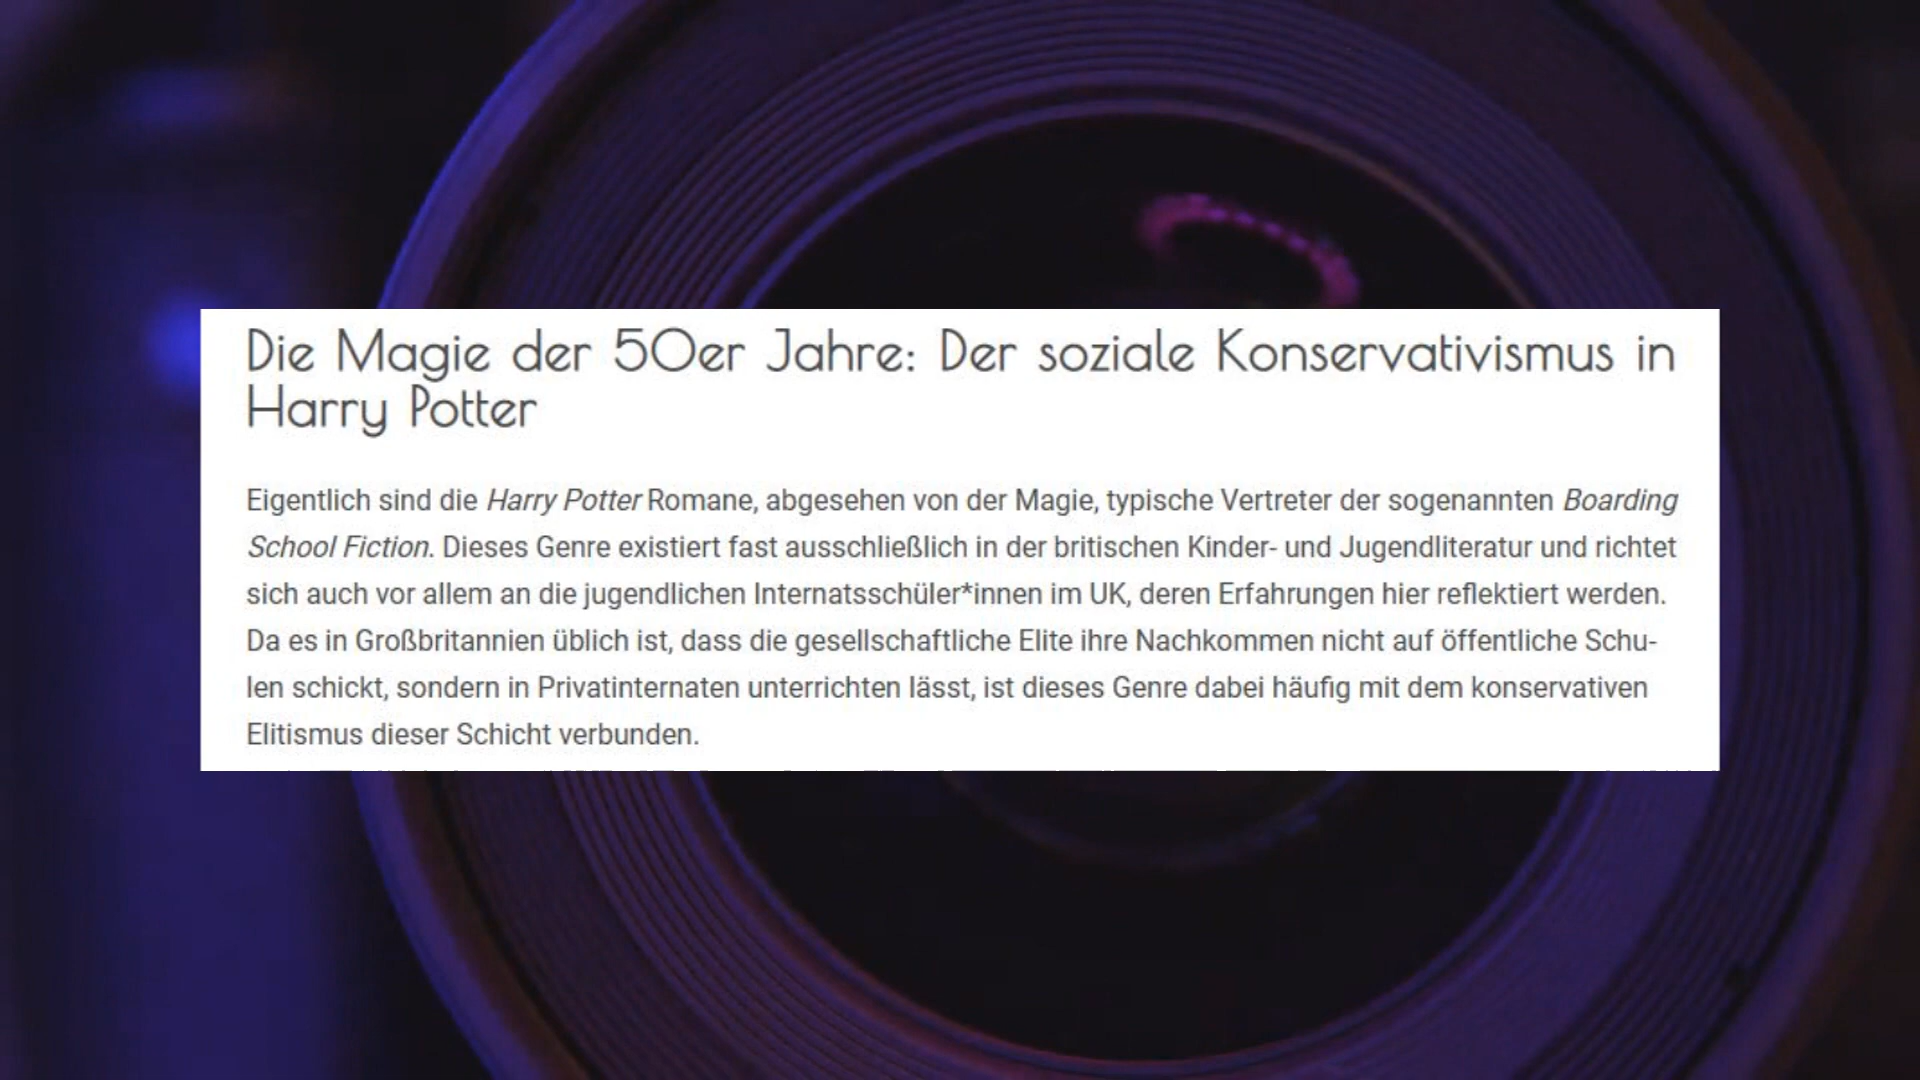 Die Magie der 50er Jahre: Der soziale Konservativismus in
Harry Potter
Eigentlich sind die Harry Potter Romane, abgesehen von der Magie, typische Vertreter der sogenannten Boarding
School Fiction. Dieses Genre existiert fast ausschließlich in der britischen Kinder- und Jugendliteratur und richtet
sich auch vor allem an die jugendlichen Internatsschüler*innen im UK, deren Erfahrungen hier reflektiert werden.
Da es in Großbritannien üblich ist, dass die gesellschaftliche Elite ihre Nachkommen nicht auf öffentliche Schu-
len schickt, sondern in Privatinternaten unterrichten lässt, ist dieses Genre dabei häufig mit dem konservativen
Elitismus dieser Schicht verbunden.